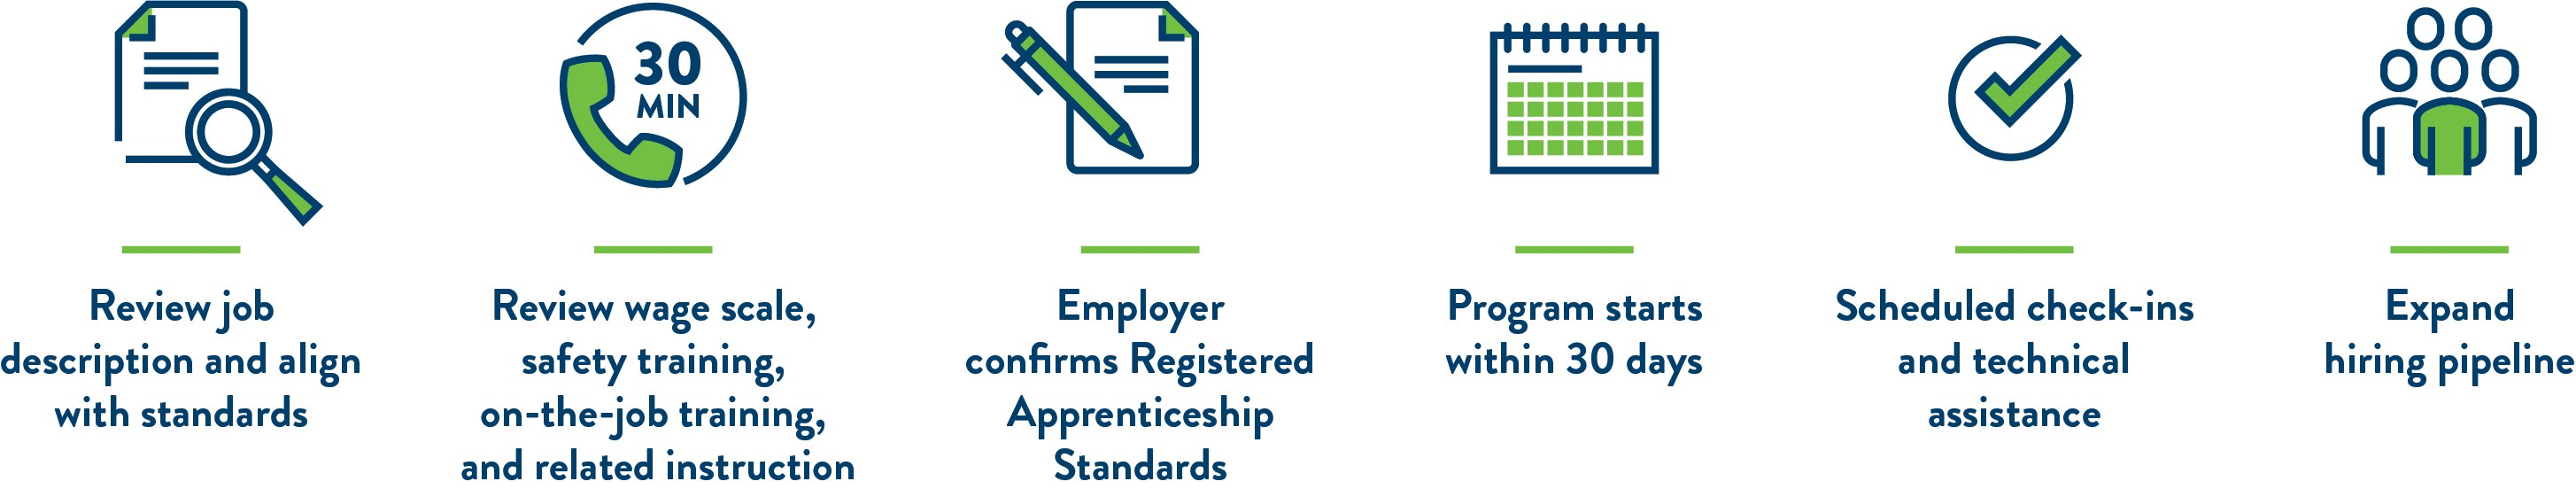 30
MIN
Review job
description and align
with standards
Review wage scale,
safety training,
on-the-job training,
and related instruction
Employer
confirms Registered
Apprenticeship
Standards
Program starts
within 30 days
Scheduled check-ins
and technical
assistance
Expand
hiring pipeline